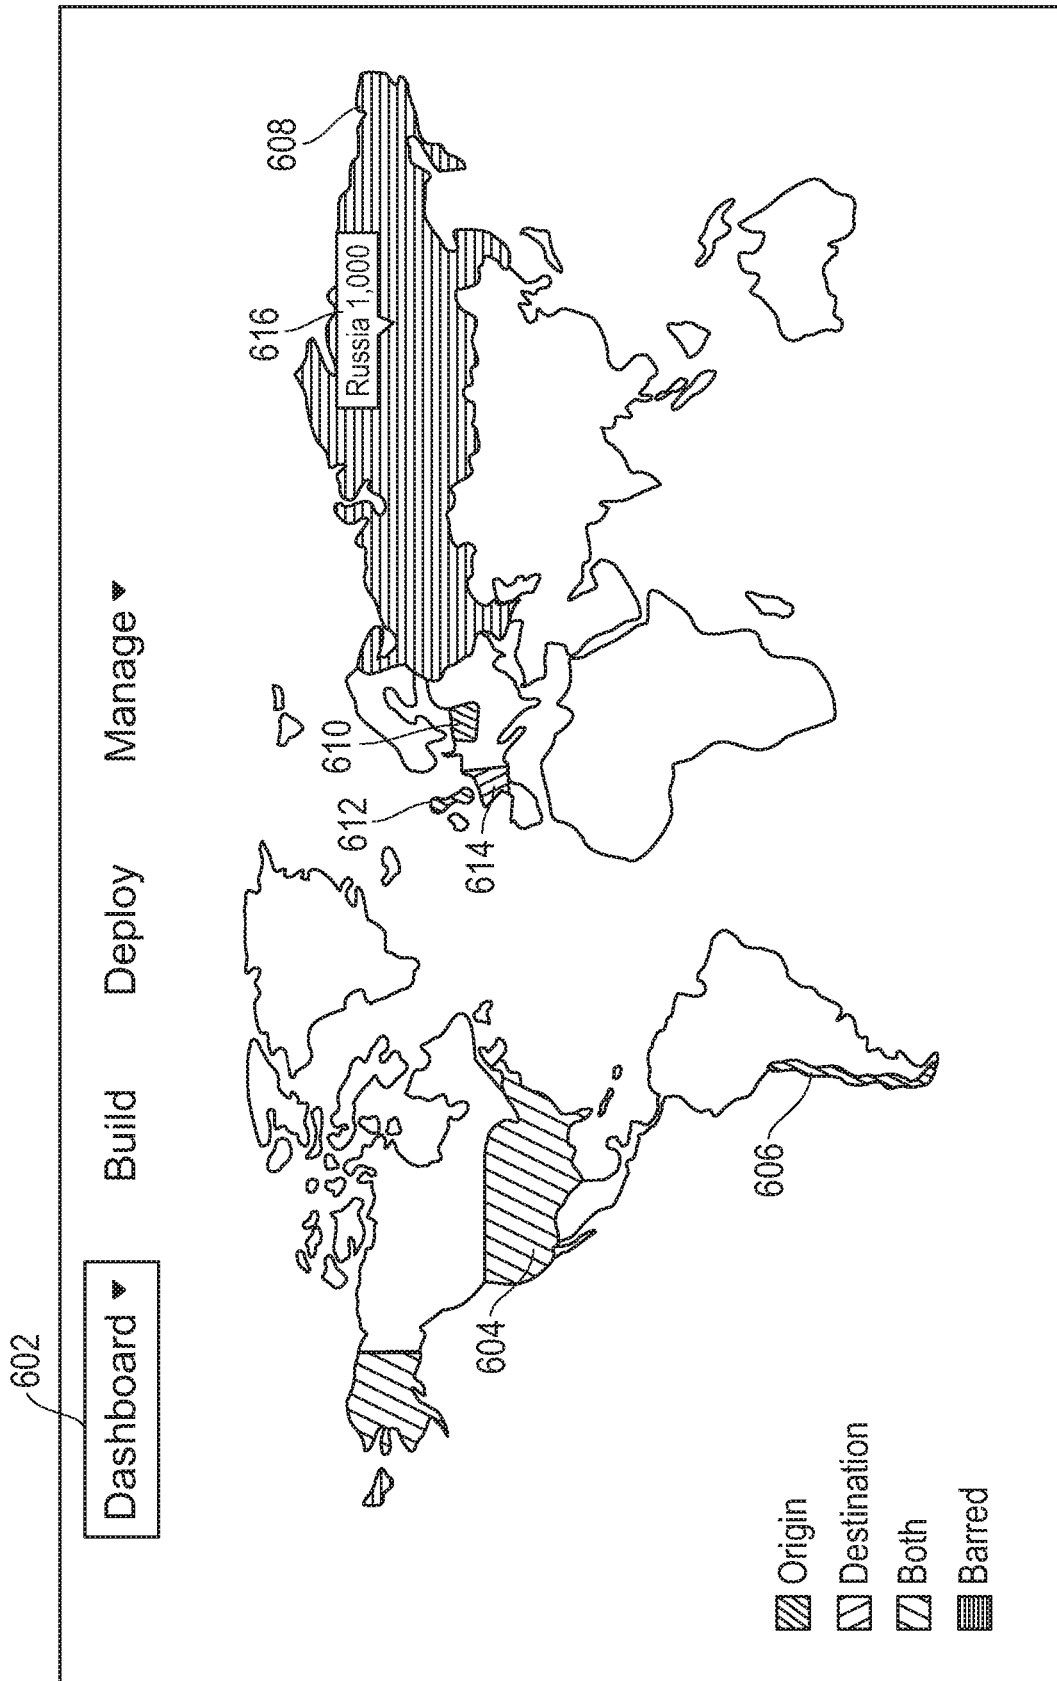 602
Dashboard ▼ Build Deploy Manage ▼
616
608
Russia 1,000
610
612
614
604
606
Origin
Destination
Both
Barred